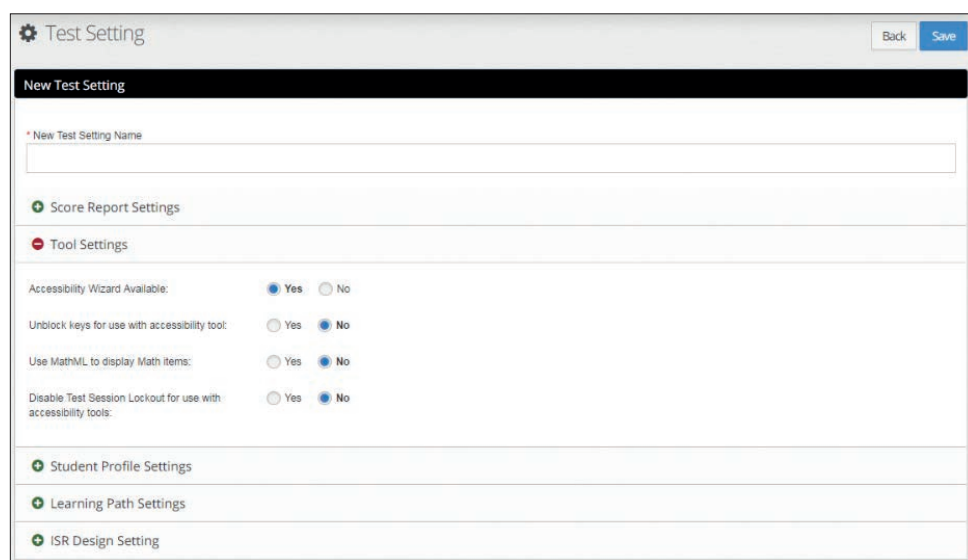 Test Setting
Back Save
New Test Setting
* New Test Setting Name
Score Report Settings
Tool Settings
Accessibility Wizard Available: Yes No
Unblock keys for use with accessibility tool: Yes No
Use MathML to display Math items: Yes No
Disable Test Session Lockout for use with Yes No
accessibility tools:
Student Profile Settings
Learning Path Settings
ISR Design Setting